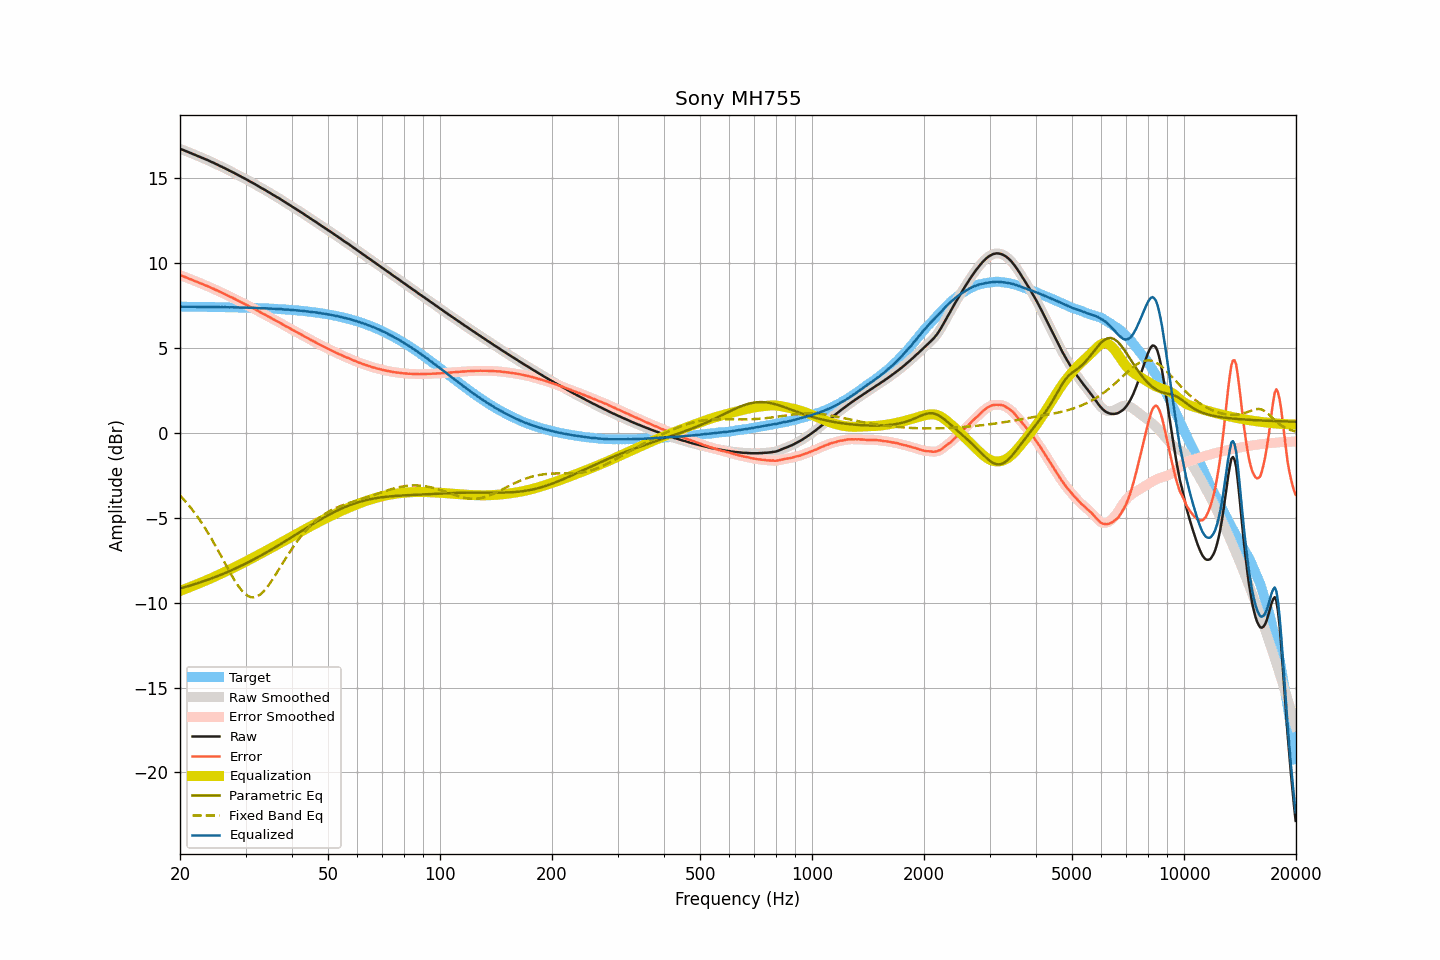 Sony MH755
Amplitude (dBr)
15
10
5
0
−5
−10
−15
−20
Target
Raw Smoothed
Error Smoothed
Raw
Error
Equalization
Parametric Eq
Fixed Band Eq
Equalized
20 50 100 200 500 1000 2000 5000 10000 20000
Frequency (Hz)